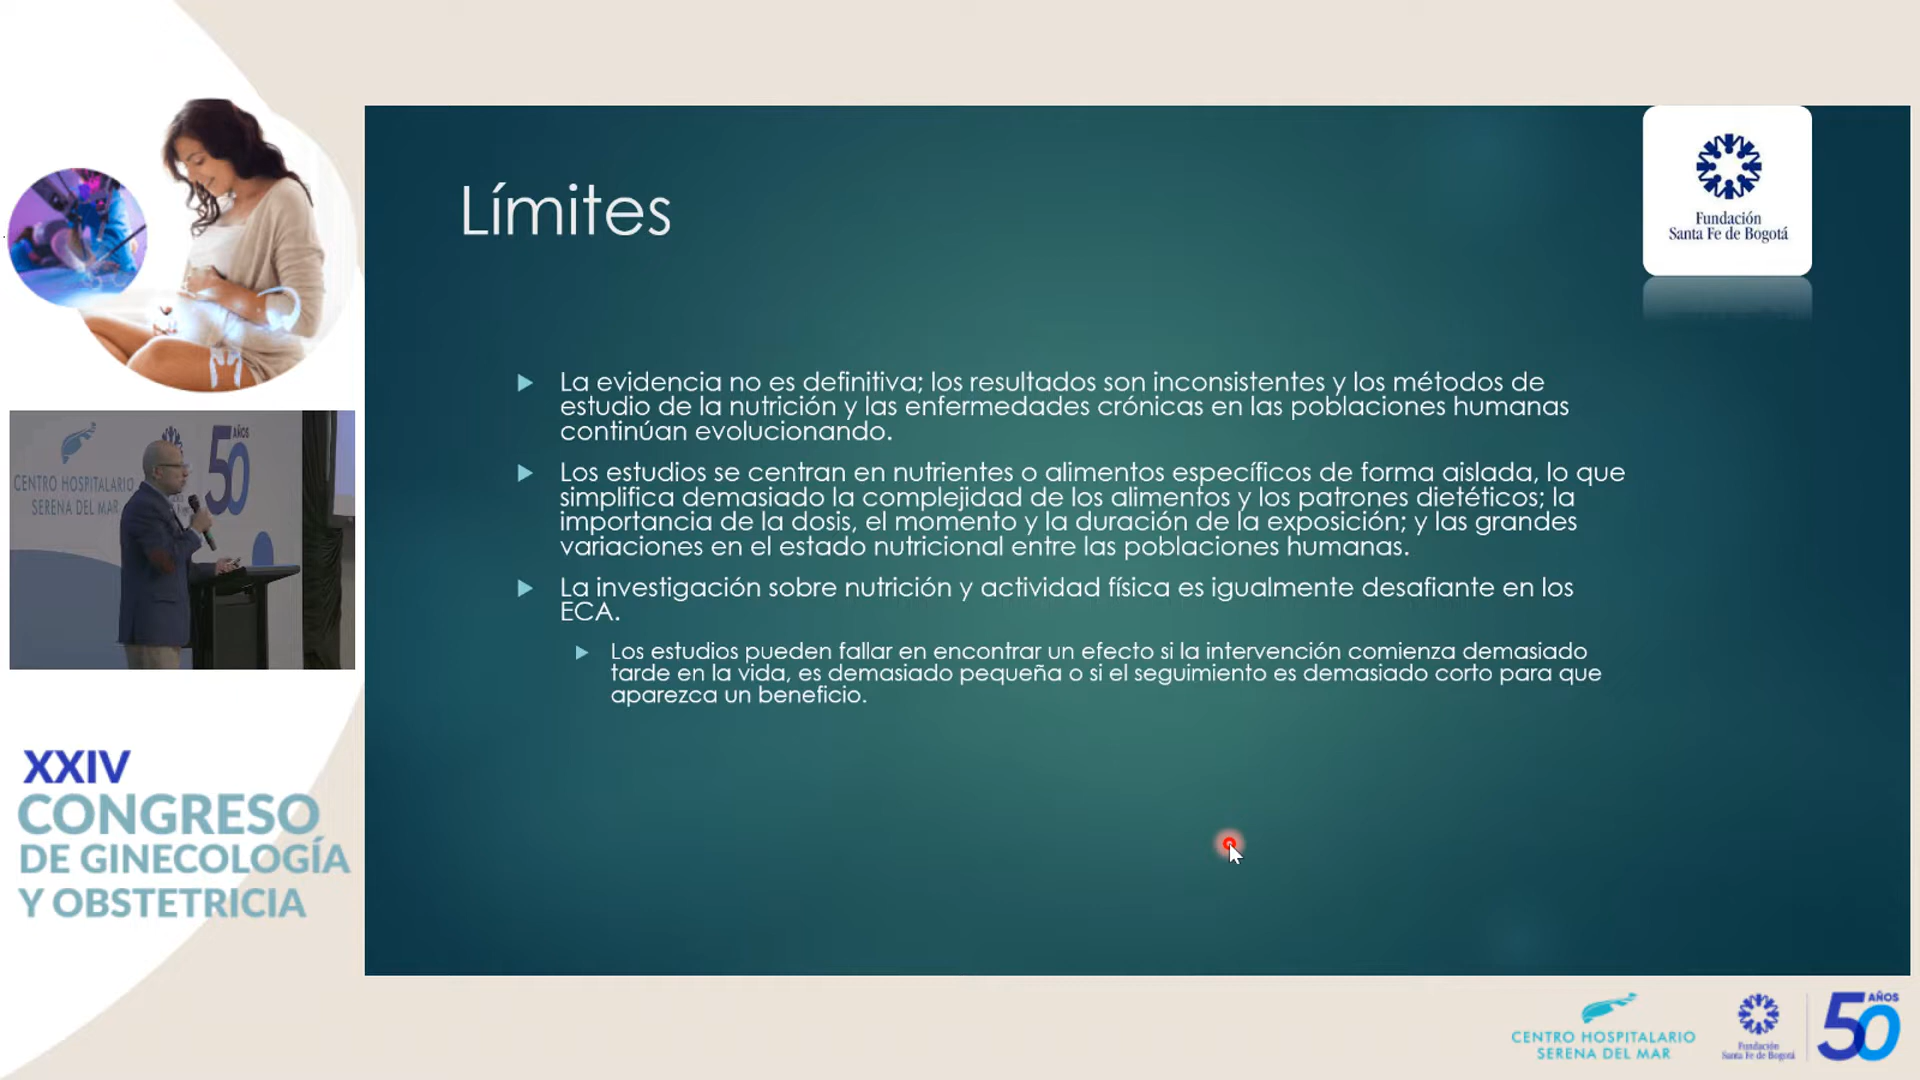 Límites
Fundación
Santa Fe de Bogotá
La evidencia no es definitiva; los resultados son inconsistentes y los métodos de
estudio de la nutrición y las enfermedades crónicas en las poblaciones humanas
continúan evolucionando.
Los estudios se centran en nutrientes o alimentos específicos de forma aislada, lo que
simplifica demasiado la complejidad de los alimentos y los patrones dietéticos; la
importancia de la dosis, el momento y la duración de la exposición; y las grandes
variaciones en el estado nutricional entre las poblaciones humanas.
La investigación sobre nutrición y actividad física es igualmente desafiante en los
ECA.
Los estudios pueden fallar en encontrar un efecto si la intervención comienza demasiado
tarde en la vida, es demasiado pequeña o si el seguimiento es demasiado corto para que
aparezca un beneficio.
AÑOS
50
CENTRO HOSPITALARIO
SERENA DEL MAR
XXIV
CONGRESO
DE GINECOLOGÍA
Y OBSTETRICIA
CENTRO HOSPITALARIO
SERENA DEL MAR
Fundación
Santa Fe de Bogotá
50
AÑOS